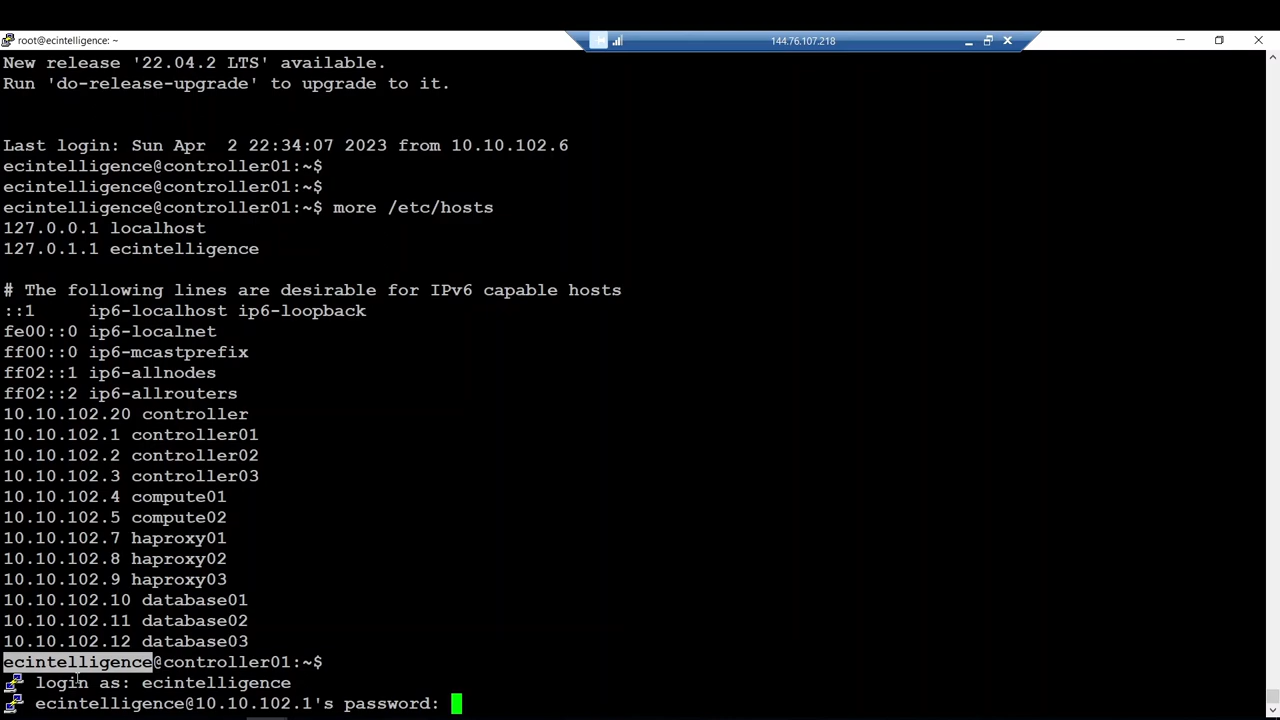 root@ecintelligence: ~
144.76.107.218
New release '22.04.2 LTS' available.
Run 'do-release-upgrade' to upgrade to it.
Last login: Sun Apr  2 22:34:07 2023 from 10.10.102.6
ecintelligence@controller01:~$
ecintelligence@controller01:~$
ecintelligence@controller01:~$ more /etc/hosts
127.0.0.1 localhost
127.0.1.1 ecintelligence
# The following lines are desirable for IPv6 capable hosts
::1     ip6-localhost ip6-loopback
fe00::0 ip6-localnet
ff00::0 ip6-mcastprefix
ff02::1 ip6-allnodes
ff02::2 ip6-allrouters
10.10.102.20 controller
10.10.102.1 controller01
10.10.102.2 controller02
10.10.102.3 controller03
10.10.102.4 compute01
10.10.102.5 compute02
10.10.102.7 haproxy01
10.10.102.8 haproxy02
10.10.102.9 haproxy03
10.10.102.10 database01
10.10.102.11 database02
10.10.102.12 database03
ecintelligence@controller01:~$
login as: ecintelligence
ecintelligence@10.10.102.1's password: